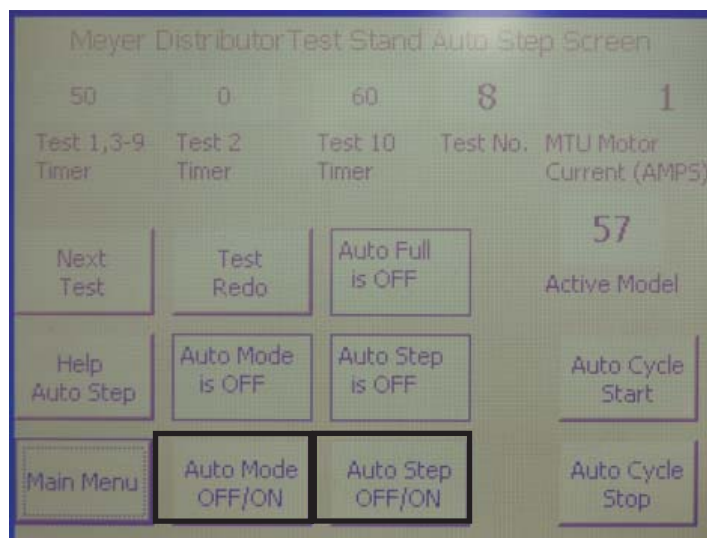 Meyer Distributor Test Stand Auto Step Screen
50 0 60 8 1
Test 1,3-9 Test 2 Test 10 Test No. MTU Motor
Timer Timer Timer Current (AMPS)
57
Next Test Auto Full
Test Redo is OFF
Active Model
Help Auto Mode Auto Step Auto Cycle
Auto Step is OFF is OFF Start
Main Menu Auto Mode Auto Step Auto Cycle
OFF/ON OFF/ON Stop